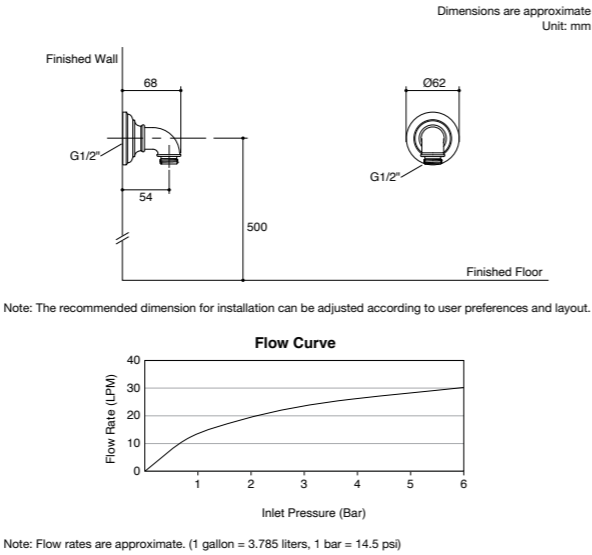 Dimensions are approximate
Unit: mm
Finished Wall
68
Ø62
G1/2"
G1/2"
54
500
Finished Floor
Note: The recommended dimension for installation can be adjusted according to user preferences and layout.
Flow Curve
Flow Rate (LPM)
40
30
20
10
0
1 2 3 4 5 6
Inlet Pressure (Bar)
Note: Flow rates are approximate. (1 gallon = 3.785 liters, 1 bar = 14.5 psi)